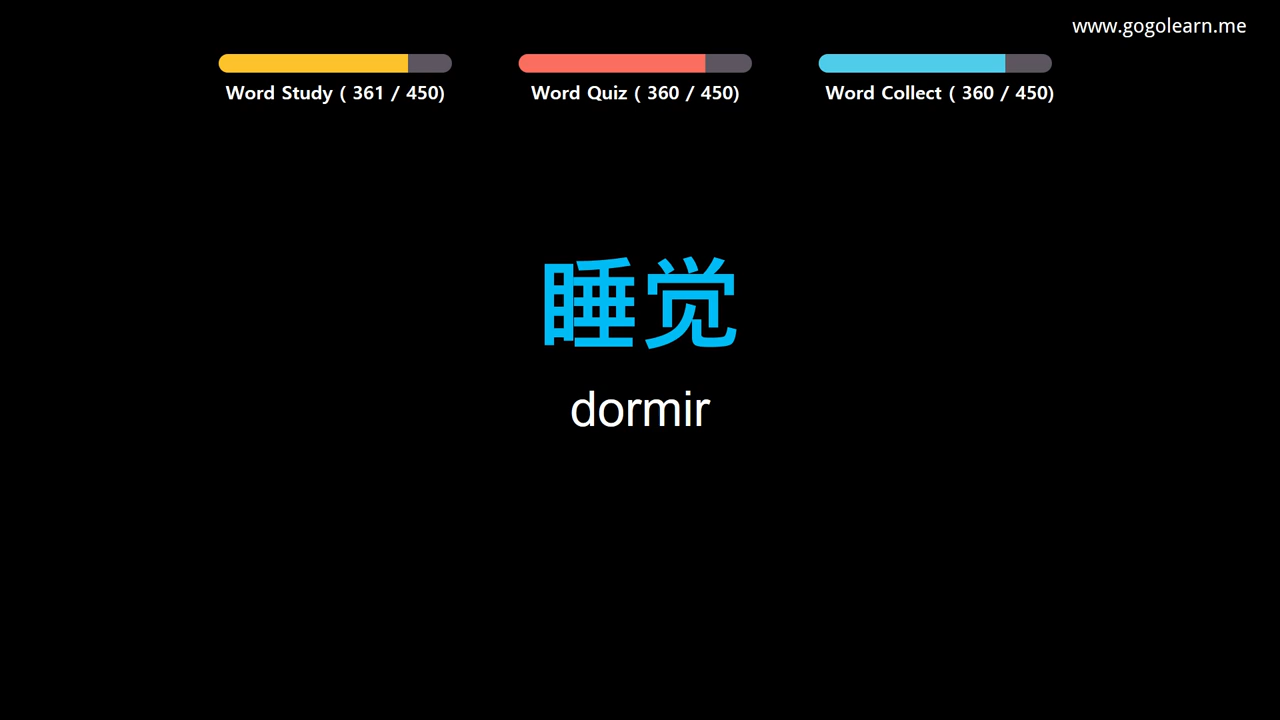 www.gogolearn.me
Word Study ( 361 / 450)
Word Quiz ( 360 / 450)
Word Collect ( 360 / 450)
睡觉
dormir